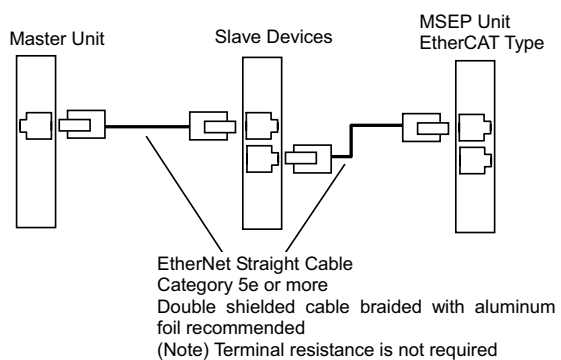 Master Unit
Slave Devices
MSEP Unit
EtherCAT Type
EtherNet Straight Cable
Category 5e or more
Double shielded cable braided with aluminum
foil recommended
(Note) Terminal resistance is not required